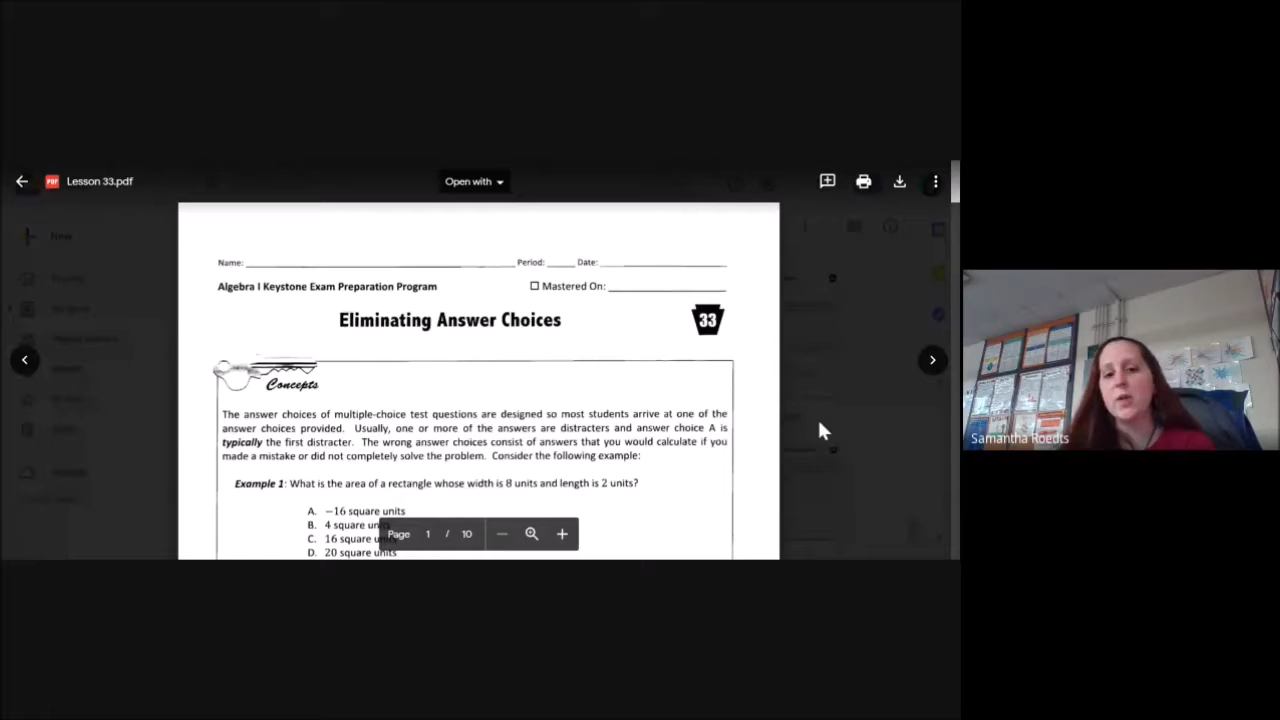 Lesson 33.pdf
Open with
New
Name: Period: Date:
Algebra I Keystone Exam Preparation Program
Mastered On:
Eliminating Answer Choices
33
Concepts
The answer choices of multiple-choice test questions are designed so most students arrive at one of the
answer choices provided. Usually, one or more of the answers are distracters and answer choice A is
typically the first distracter. The wrong answer choices consist of answers that you would calculate if you
made a mistake or did not completely solve the problem. Consider the following example:
Example 1: What is the area of a rectangle whose width is 8 units and length is 2 units?
A. −16 square units
B. 4 square
C. 16 square
D. 20 square units
Page 1 / 10
Samantha Roedts